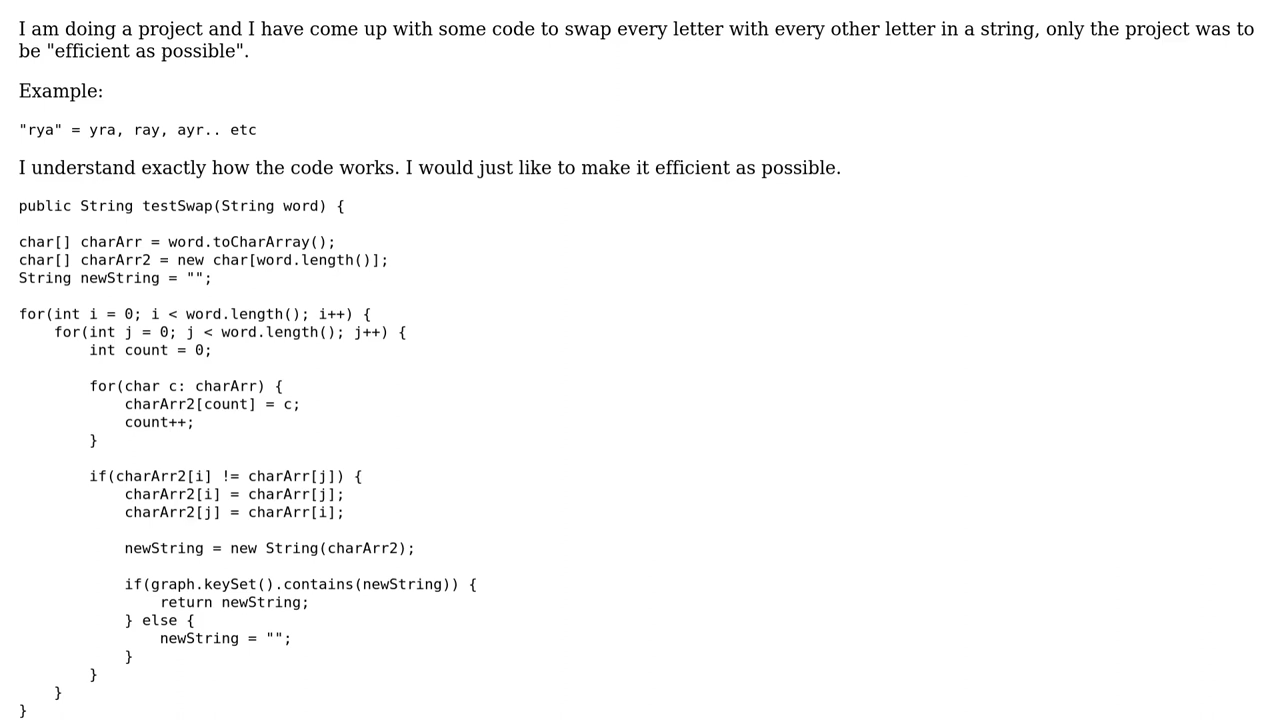 I am doing a project and I have come up with some code to swap every letter with every other letter in a string, only the project was to
be "efficient as possible".
Example:
"rya" = yra, ray, ayr.. etc
I understand exactly how the code works. I would just like to make it efficient as possible.
public String testSwap(String word) {
char[] charArr = word.toCharArray();
char[] charArr2 = new char[word.length()];
String newString = "";
for(int i = 0; i < word.length(); i++) {
    for(int j = 0; j < word.length(); j++) {
        int count = 0;
        for(char c: charArr) {
            charArr2[count] = c;
            count++;
        }
        if(charArr2[i] != charArr[j]) {
            charArr2[i] = charArr[j];
            charArr2[j] = charArr[i];
            newString = new String(charArr2);
            if(graph.keySet().contains(newString)) {
                return newString;
            } else {
                newString = "";
            }
        }
    }
}